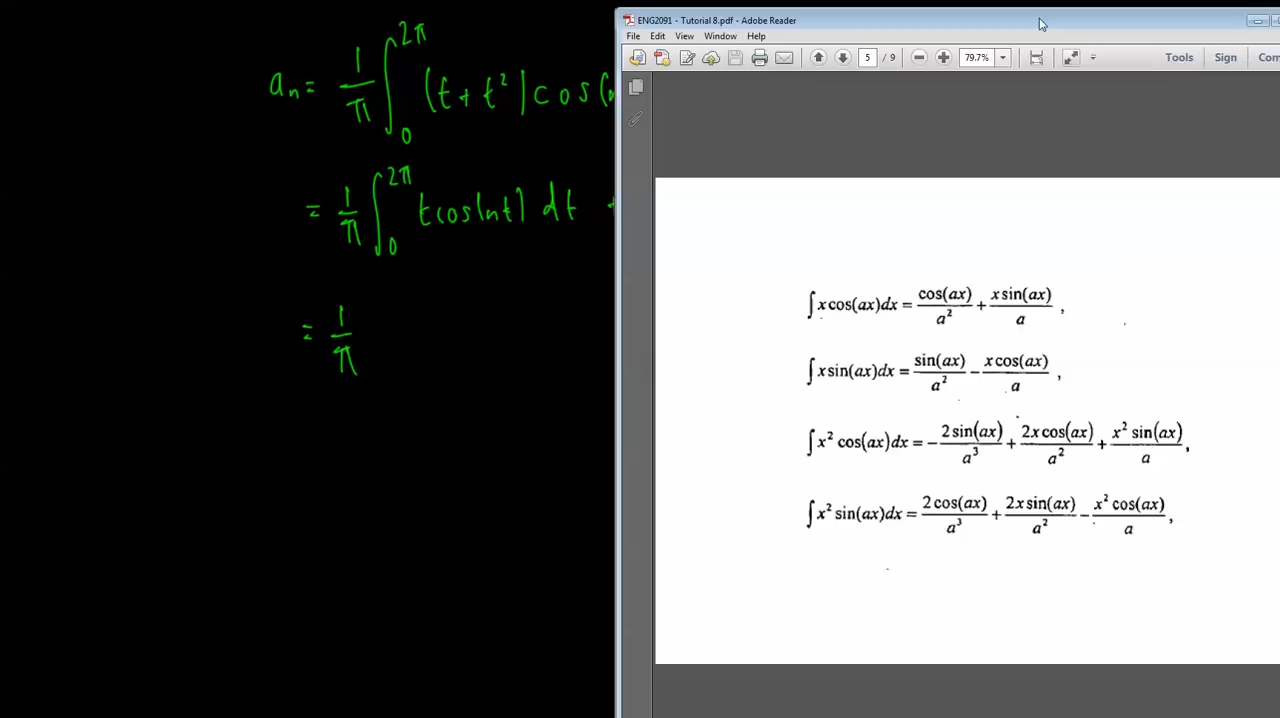 ENG2091 - Tutorial 8.pdf - Adobe Reader
File Edit View Window Help
5 / 9 79.7% Tools Sign Com
aₙ = 1/π ∫₀^2π (t + t²) cos(n
= 1/π ∫₀^2π t cos(nt) dt +
= 1/π
∫ x cos(ax)dx = cos(ax)/a² + x sin(ax)/a ,
∫ x sin(ax)dx = sin(ax)/a² − x cos(ax)/a ,
∫ x² cos(ax)dx = − 2 sin(ax)/a³ + 2x cos(ax)/a² + x² sin(ax)/a ,
∫ x² sin(ax)dx = 2 cos(ax)/a³ + 2x sin(ax)/a² − x² cos(ax)/a ,